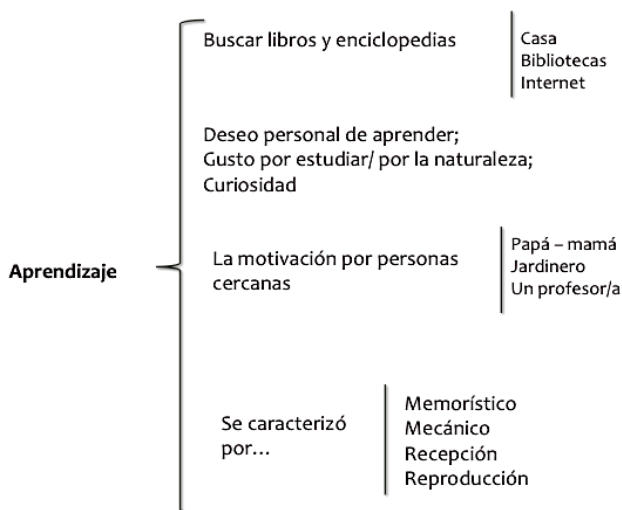 Buscar libros y enciclopedias
Casa
Bibliotecas
Internet
Deseo personal de aprender;
Gusto por estudiar/ por la naturaleza;
Curiosidad
Aprendizaje
La motivación por personas
cercanas
Papá – mamá
Jardinero
Un profesor/a
Se caracterizó
por...
Memorístico
Mecánico
Recepción
Reproducción